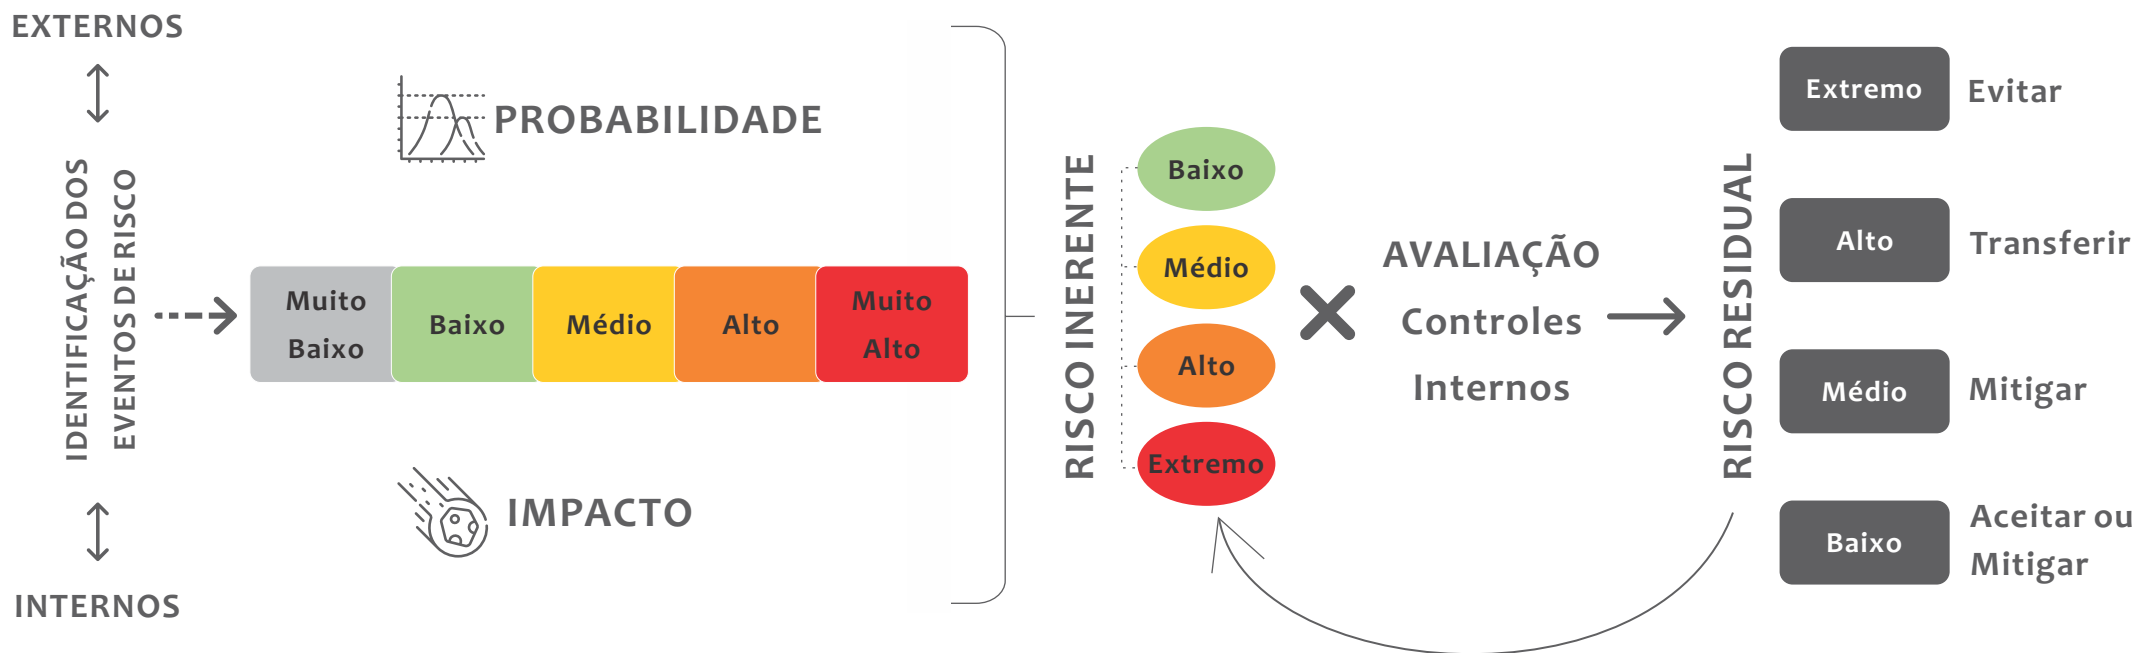 EXTERNOS
IDENTIFICAÇÃO DOS
EVENTOS DE RISCO
INTERNOS
PROBABILIDADE
Muito
Baixo
Baixo
Médio
Alto
Muito
Alto
IMPACTO
RISCO INERENTE
Baixo
Médio
Alto
Extremo
AVALIAÇÃO
Controles
Internos
RISCO RESIDUAL
Extremo
Evitar
Alto
Transferir
Médio
Mitigar
Baixo
Aceitar ou
Mitigar